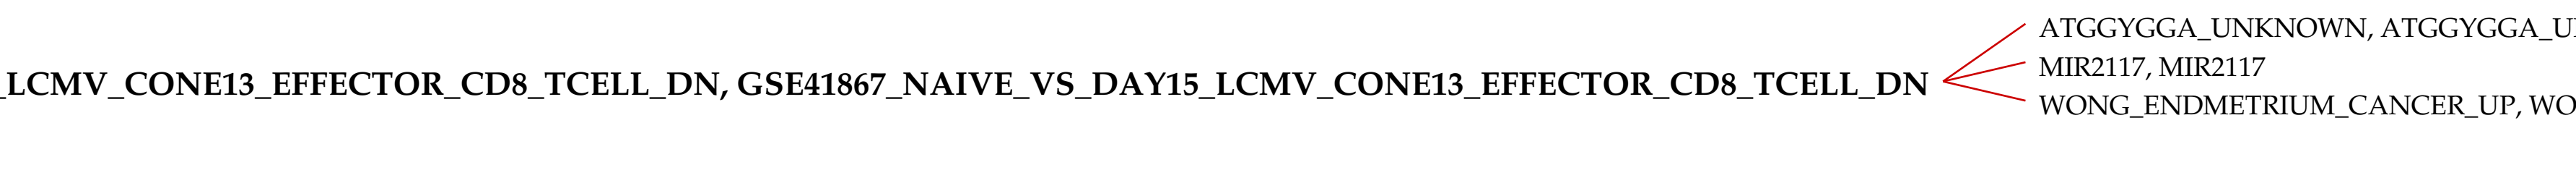 _LCMV_CONE13_EFFECTOR_CD8_TCELL_DN, GSE41867_NAIVE_VS_DAY15_LCMV_CONE13_EFFECTOR_CD8_TCELL_DN
ATGGYGGA_UNKNOWN, ATGGYGGA_U
MIR2117, MIR2117
WONG_ENDMETRIUM_CANCER_UP, WO